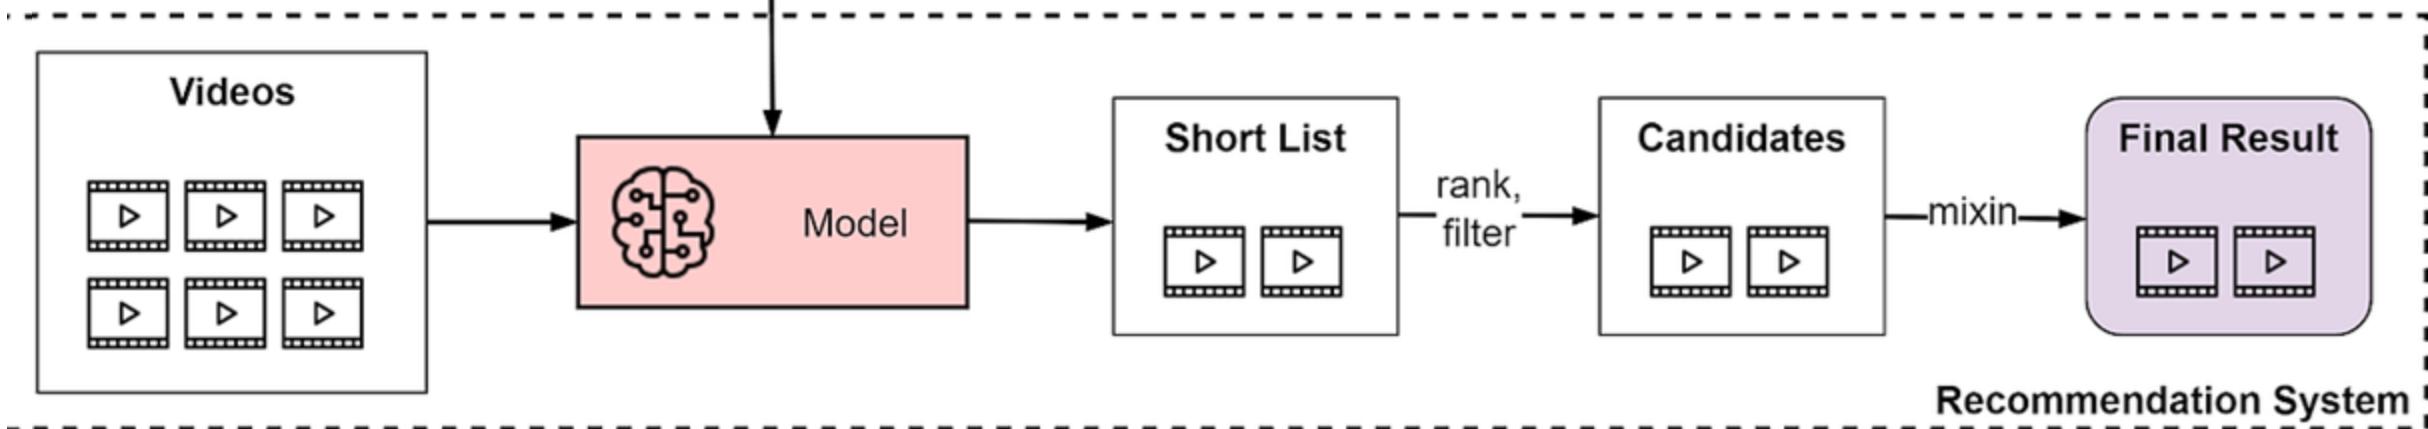 Videos
Model
Short List
rank,
filter
Candidates
mixin
Final Result
Recommendation System